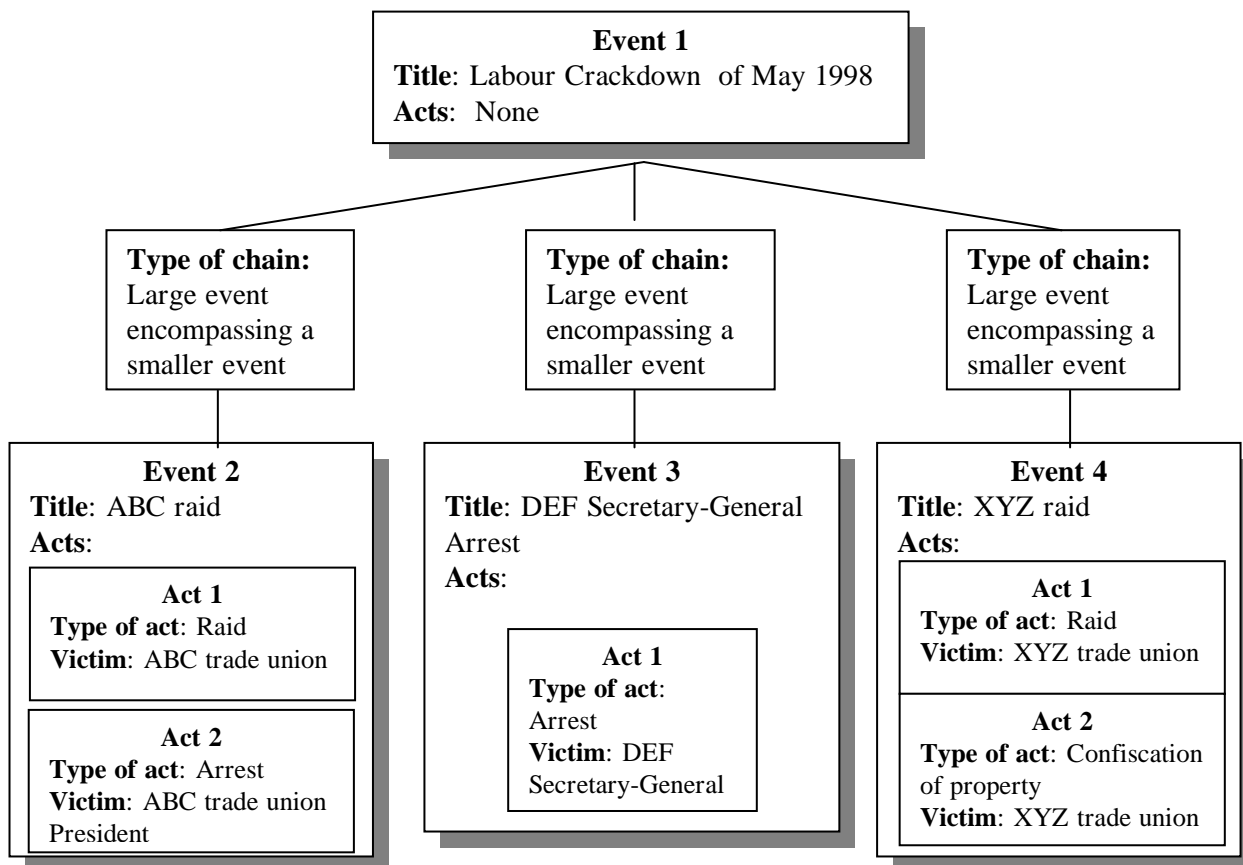 Event 1
Title: Labour Crackdown of May 1998
Acts: None
Type of chain:
Large event
encompassing a
smaller event
Type of chain:
Large event
encompassing a
smaller event
Type of chain:
Large event
encompassing a
smaller event
Event 2
Title: ABC raid
Acts:
Act 1
Type of act: Raid
Victim: ABC trade union
Act 2
Type of act: Arrest
Victim: ABC trade union
President
Event 3
Title: DEF Secretary-General
Arrest
Acts:
Act 1
Type of act:
Arrest
Victim: DEF
Secretary-General
Event 4
Title: XYZ raid
Acts:
Act 1
Type of act: Raid
Victim: XYZ trade union
Act 2
Type of act: Confiscation
of property
Victim: XYZ trade union